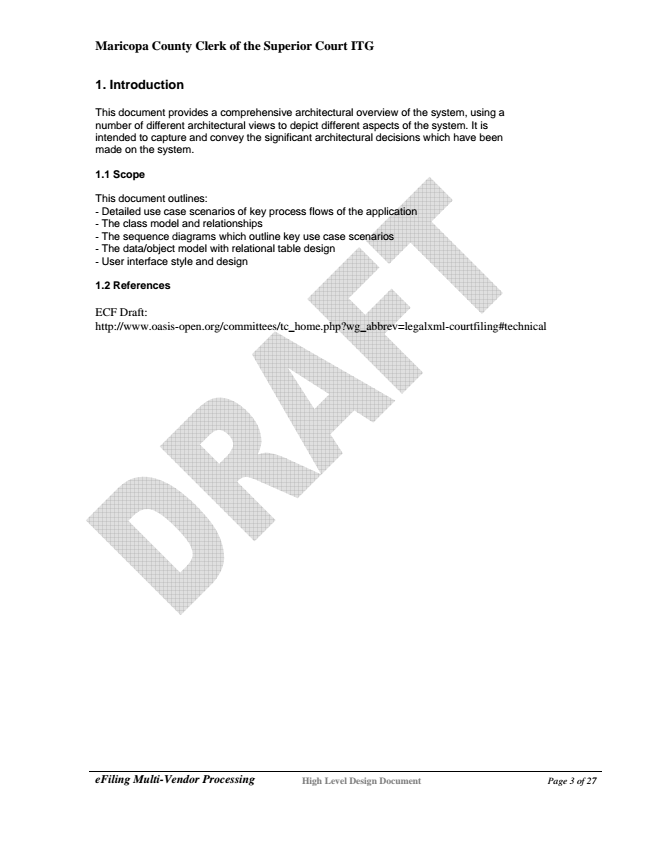 Maricopa County Clerk of the Superior Court ITG
1. Introduction
This document provides a comprehensive architectural overview of the system, using a
number of different architectural views to depict different aspects of the system. It is
intended to capture and convey the significant architectural decisions which have been
made on the system.
1.1 Scope
This document outlines:
- Detailed use case scenarios of key process flows of the application
- The class model and relationships
- The sequence diagrams which outline key use case scenarios
- The data/object model with relational table design
- User interface style and design
1.2 References
ECF Draft:
http://www.oasis-open.org/committees/tc_home.php?wg_abbrev=legalxml-courtfiling#technical
DRAFT
eFiling Multi-Vendor Processing High Level Design Document Page 3 of 27